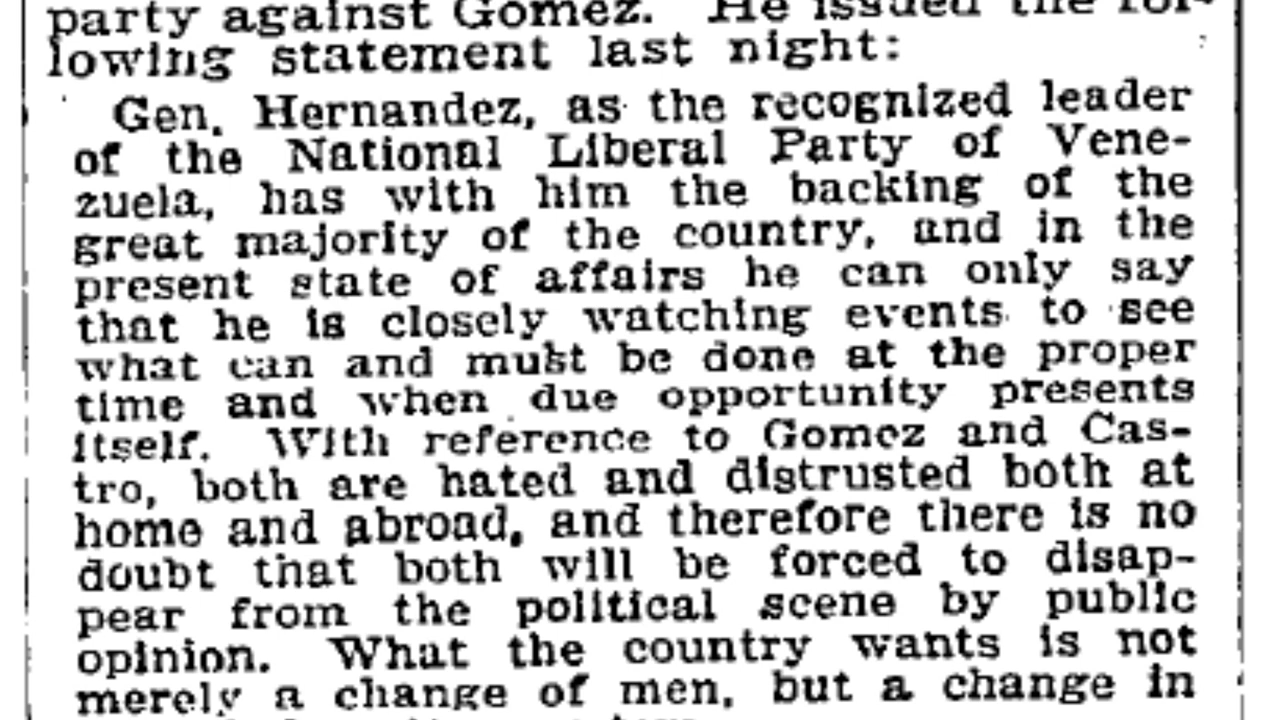 party against Gomez. He issued the fol-
lowing statement last night:
Gen. Hernandez, as the recognized leader
of the National Liberal Party of Vene-
zuela, has with him the backing of the
great majority of the country, and in the
present state of affairs he can only say
that he is closely watching events to see
what can and must be done at the proper
time and when due opportunity presents
itself. With reference to Gomez and Cas-
tro, both are hated and distrusted both at
home and abroad, and therefore there is no
doubt that both will be forced to disap-
pear from the political scene by public
opinion. What the country wants is not
merely a change of men, but a change in